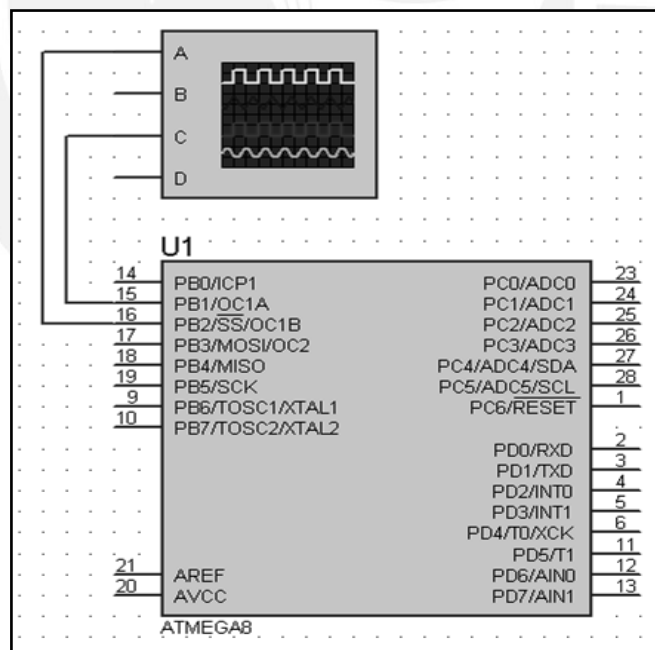 A
B
C
D
U1
14 PB0/ICP1 PC0/ADC0 23
15 PB1/OC1A PC1/ADC1 24
16 PB2/SS/OC1B PC2/ADC2 25
17 PB3/MOSI/OC2 PC3/ADC3 26
18 PB4/MISO PC4/ADC4/SDA 27
19 PB5/SCK PC5/ADC5/SCL 28
9 PB6/TOSC1/XTAL1 PC6/RESET 1
10 PB7/TOSC2/XTAL2
PD0/RXD 2
PD1/TXD 3
PD2/INT0 4
PD3/INT1 5
PD4/T0/XCK 6
PD5/T1 11
21 AREF PD6/AIN0 12
20 AVCC PD7/AIN1 13
ATMEGA8